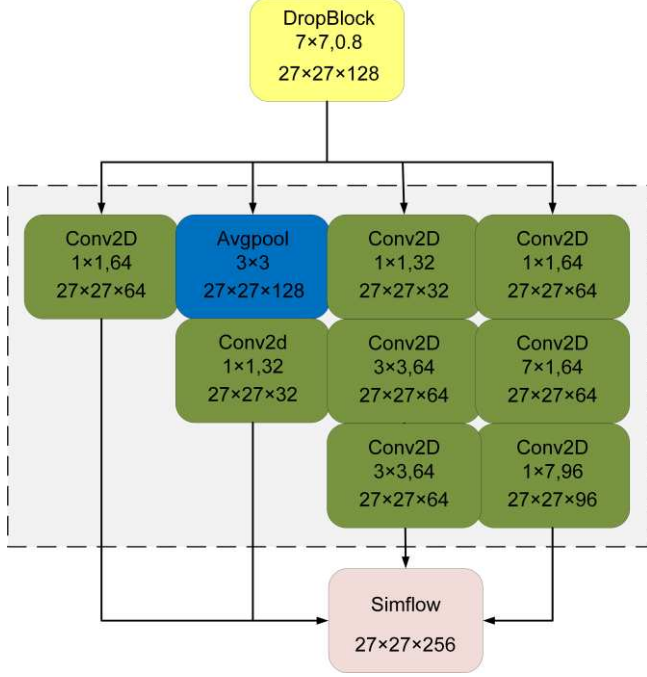 DropBlock
7×7,0.8
27×27×128
Conv2D
1×1,64
27×27×64
Avgpool
3×3
27×27×128
Conv2D
1×1,32
27×27×32
Conv2D
1×1,64
27×27×64
Conv2d
1×1,32
27×27×32
Conv2D
3×3,64
27×27×64
Conv2D
7×1,64
27×27×64
Conv2D
3×3,64
27×27×64
Conv2D
1×7,96
27×27×96
Simflow
27×27×256